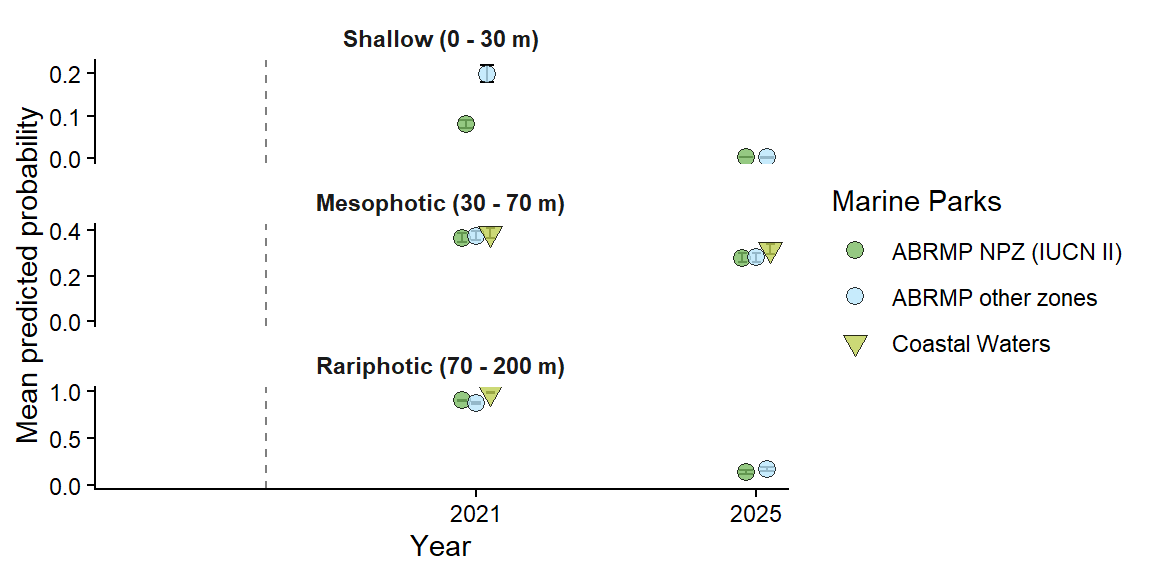 Shallow (0 - 30 m)
0.2
0.1
0.0
Mesophotic (30 - 70 m)
0.4
0.2
0.0
Rariphotic (70 - 200 m)
1.0
0.5
0.0
Mean predicted probability
2021
2025
Year
Marine Parks
ABRMP NPZ (IUCN II)
ABRMP other zones
Coastal Waters